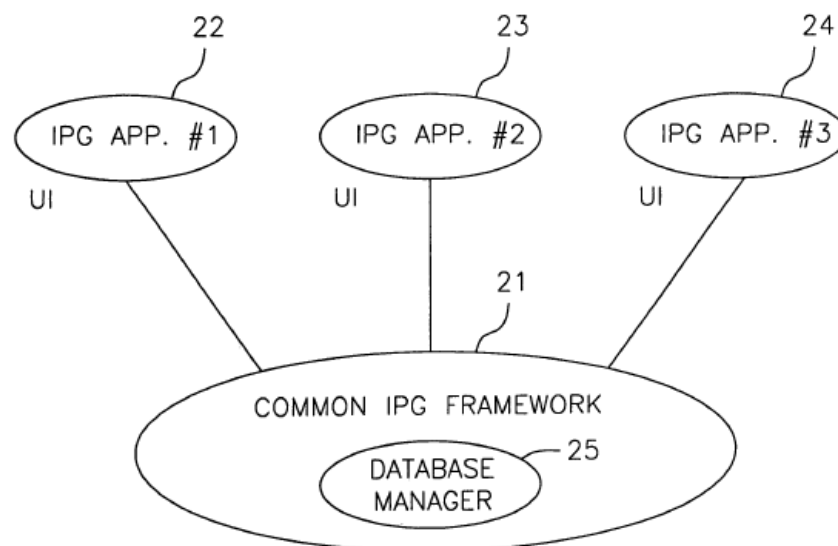 22
23
24
IPG APP. #1
IPG APP. #2
IPG APP. #3
UI
UI
UI
21
COMMON IPG FRAMEWORK
25
DATABASE
MANAGER